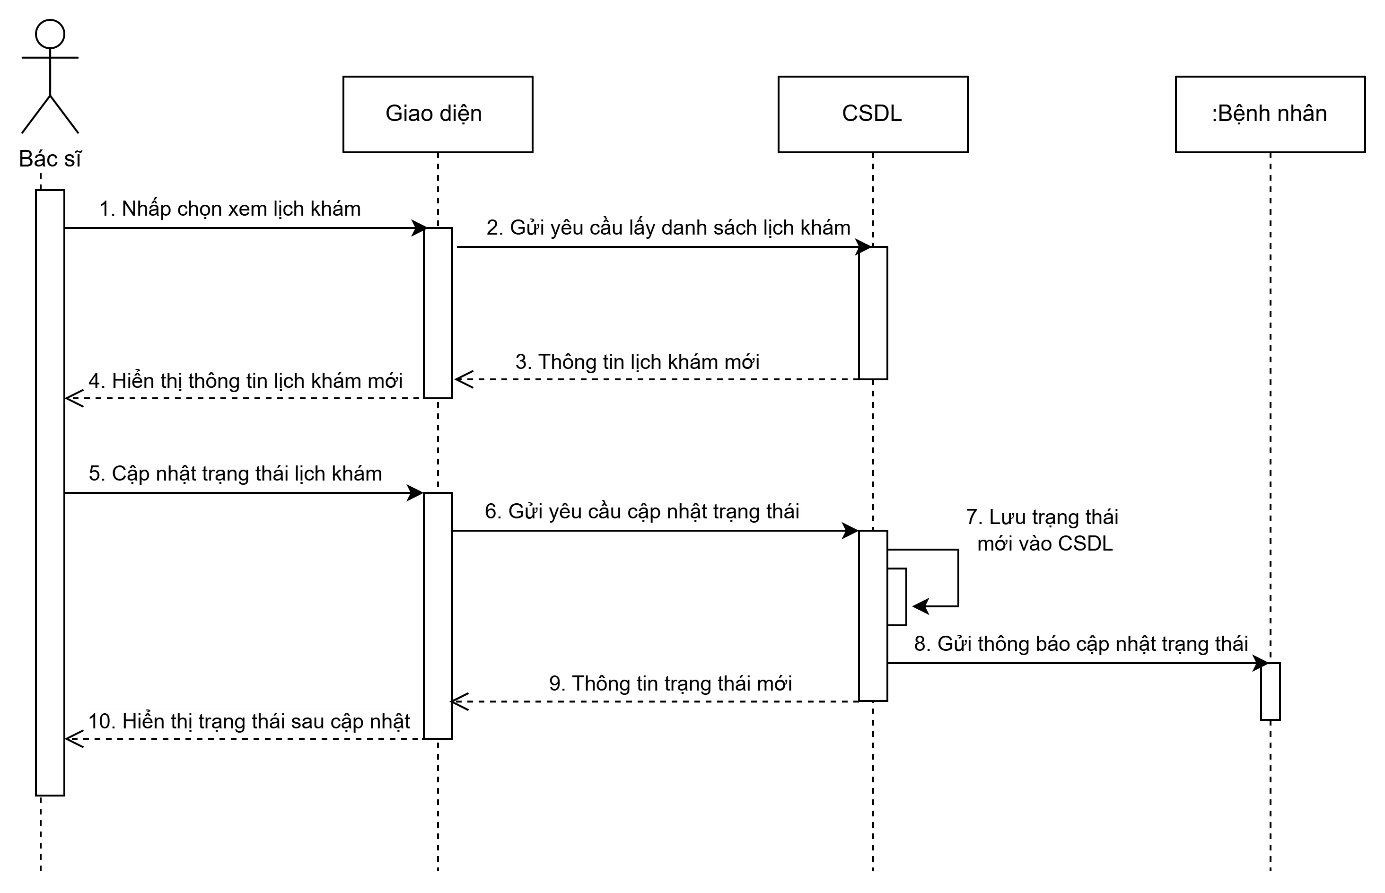 Bác sĩ
Giao diện
CSDL
:Bệnh nhân
1. Nhấp chọn xem lịch khám
2. Gửi yêu cầu lấy danh sách lịch khám
3. Thông tin lịch khám mới
4. Hiển thị thông tin lịch khám mới
5. Cập nhật trạng thái lịch khám
6. Gửi yêu cầu cập nhật trạng thái
7. Lưu trạng thái
mới vào CSDL
8. Gửi thông báo cập nhật trạng thái
9. Thông tin trạng thái mới
10. Hiển thị trạng thái sau cập nhật